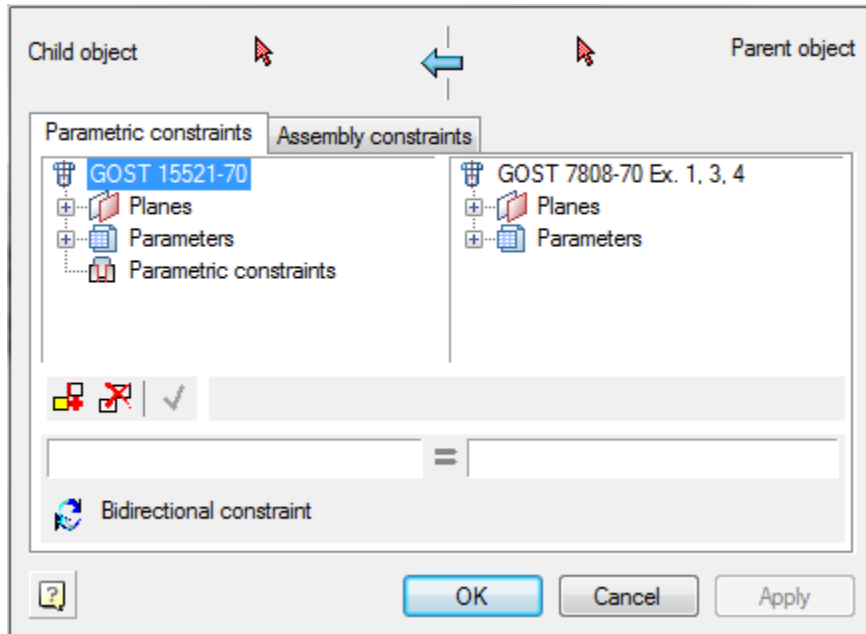 Child object
Parent object
Parametric constraints
Assembly constraints
GOST 15521-70
Planes
Parameters
Parametric constraints
GOST 7808-70 Ex. 1, 3, 4
Planes
Parameters
=
Bidirectional constraint
?
OK
Cancel
Apply